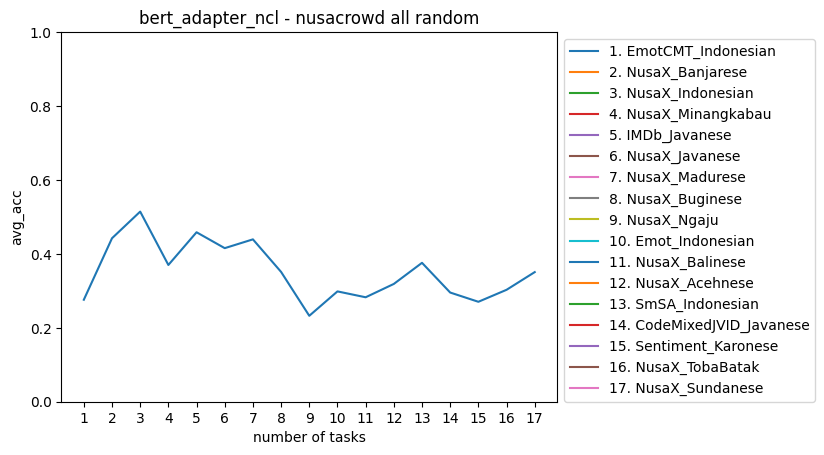 bert_adapter_ncl - nusacrowd all random
1.0
0.8
0.6
0.4
0.2
0.0
avg_acc
1 2 3 4 5 6 7 8 9 10 11 12 13 14 15 16 17
number of tasks
1. EmotCMT_Indonesian
2. NusaX_Banjarese
3. NusaX_Indonesian
4. NusaX_Minangkabau
5. IMDb_Javanese
6. NusaX_Javanese
7. NusaX_Madurese
8. NusaX_Buginese
9. NusaX_Ngaju
10. Emot_Indonesian
11. NusaX_Balinese
12. NusaX_Acehnese
13. SmSA_Indonesian
14. CodeMixedJVID_Javanese
15. Sentiment_Karonese
16. NusaX_TobaBatak
17. NusaX_Sundanese